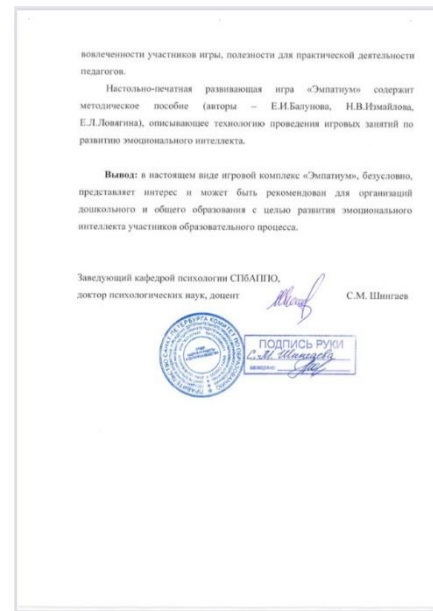 вовлеченности участников игры, полезности для практической деятельности
педагогов.
Настольно-печатная развивающая игра «Эмпатиум» содержит
методическое пособие (авторы – Е.И.Балунова, Н.В.Измайлова,
Е.Л.Ловягина), описывающее технологию проведения игровых занятий по
развитию эмоционального интеллекта.
Вывод: в настоящем виде игровой комплекс «Эмпатиум», безусловно,
представляет интерес и может быть рекомендован для организаций
дошкольного и общего образования с целью развития эмоционального
интеллекта участников образовательного процесса.
Заведующий кафедрой психологии СПбАППО,
доктор психологических наук, доцент С.М. Шингаев
ПОДПИСЬ РУКИ
С.М. Шингаева